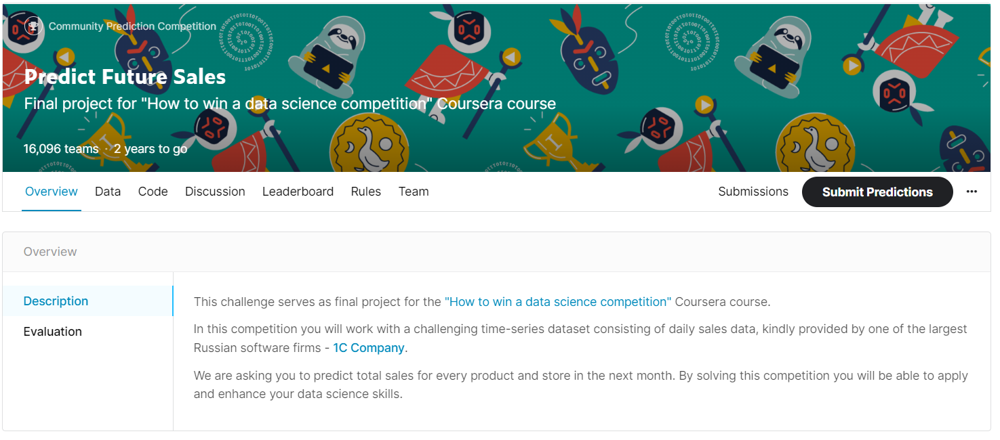 Community Prediction Competition
Predict Future Sales
Final project for "How to win a data science competition" Coursera course
16,096 teams · 2 years to go
Overview Data Code Discussion Leaderboard Rules Team Submissions Submit Predictions ···
Overview
Description
Evaluation
This challenge serves as final project for the "How to win a data science competition" Coursera course.
In this competition you will work with a challenging time-series dataset consisting of daily sales data, kindly provided by one of the largest
Russian software firms - 1C Company.
We are asking you to predict total sales for every product and store in the next month. By solving this competition you will be able to apply
and enhance your data science skills.